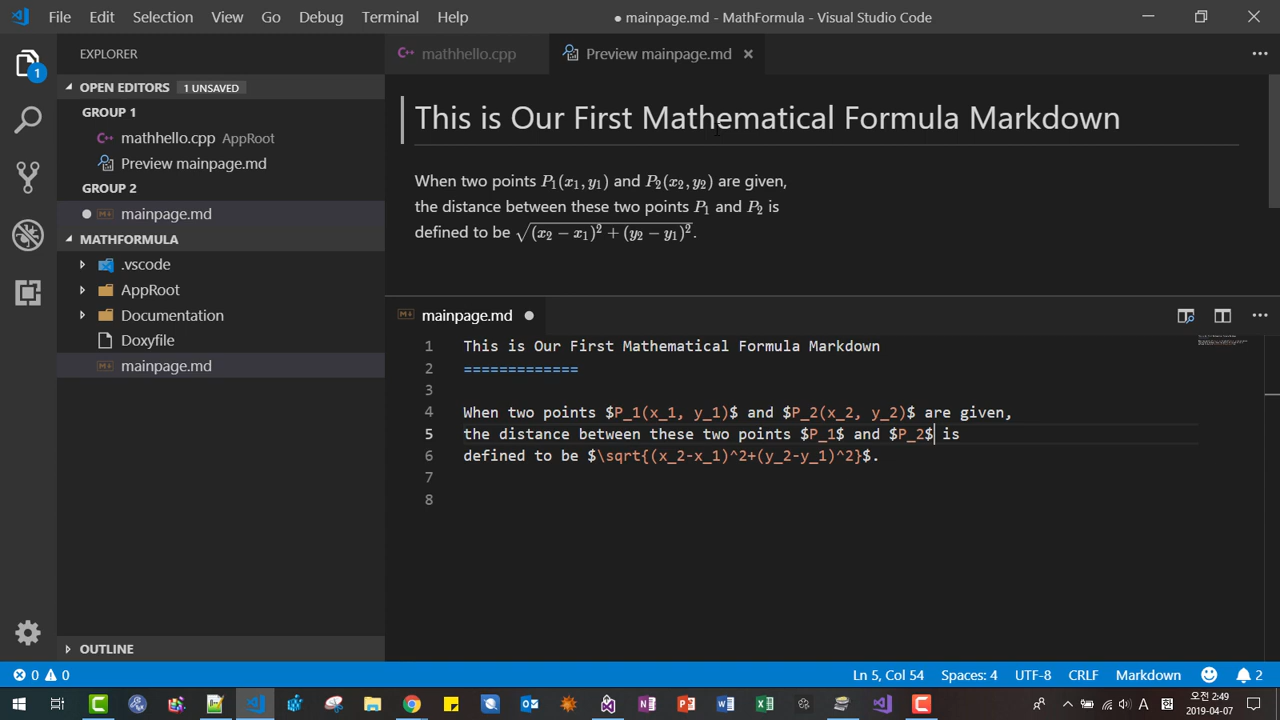 File Edit Selection View Go Debug Terminal Help
● mainpage.md - MathFormula - Visual Studio Code
EXPLORER
OPEN EDITORS 1 UNSAVED
GROUP 1
mathhello.cpp AppRoot
Preview mainpage.md
GROUP 2
mainpage.md
MATHFORMULA
.vscode
AppRoot
Documentation
Doxyfile
mainpage.md
OUTLINE
1
mathhello.cpp
Preview mainpage.md
This is Our First Mathematical Formula Markdown
When two points P₁(x₁, y₁) and P₂(x₂, y₂) are given,
the distance between these two points P₁ and P₂ is
defined to be √(x₂ − x₁)² + (y₂ − y₁)².
mainpage.md
1 This is Our First Mathematical Formula Markdown
2 =============
3
4 When two points $P_1(x_1, y_1)$ and $P_2(x_2, y_2)$ are given,
5 the distance between these two points $P_1$ and $P_2$ is
6 defined to be $\sqrt{(x_2-x_1)^2+(y_2-y_1)^2}$.
7
8
0 0
Ln 5, Col 54 Spaces: 4 UTF-8 CRLF Markdown 2
A 오전 2:49
2019-04-07